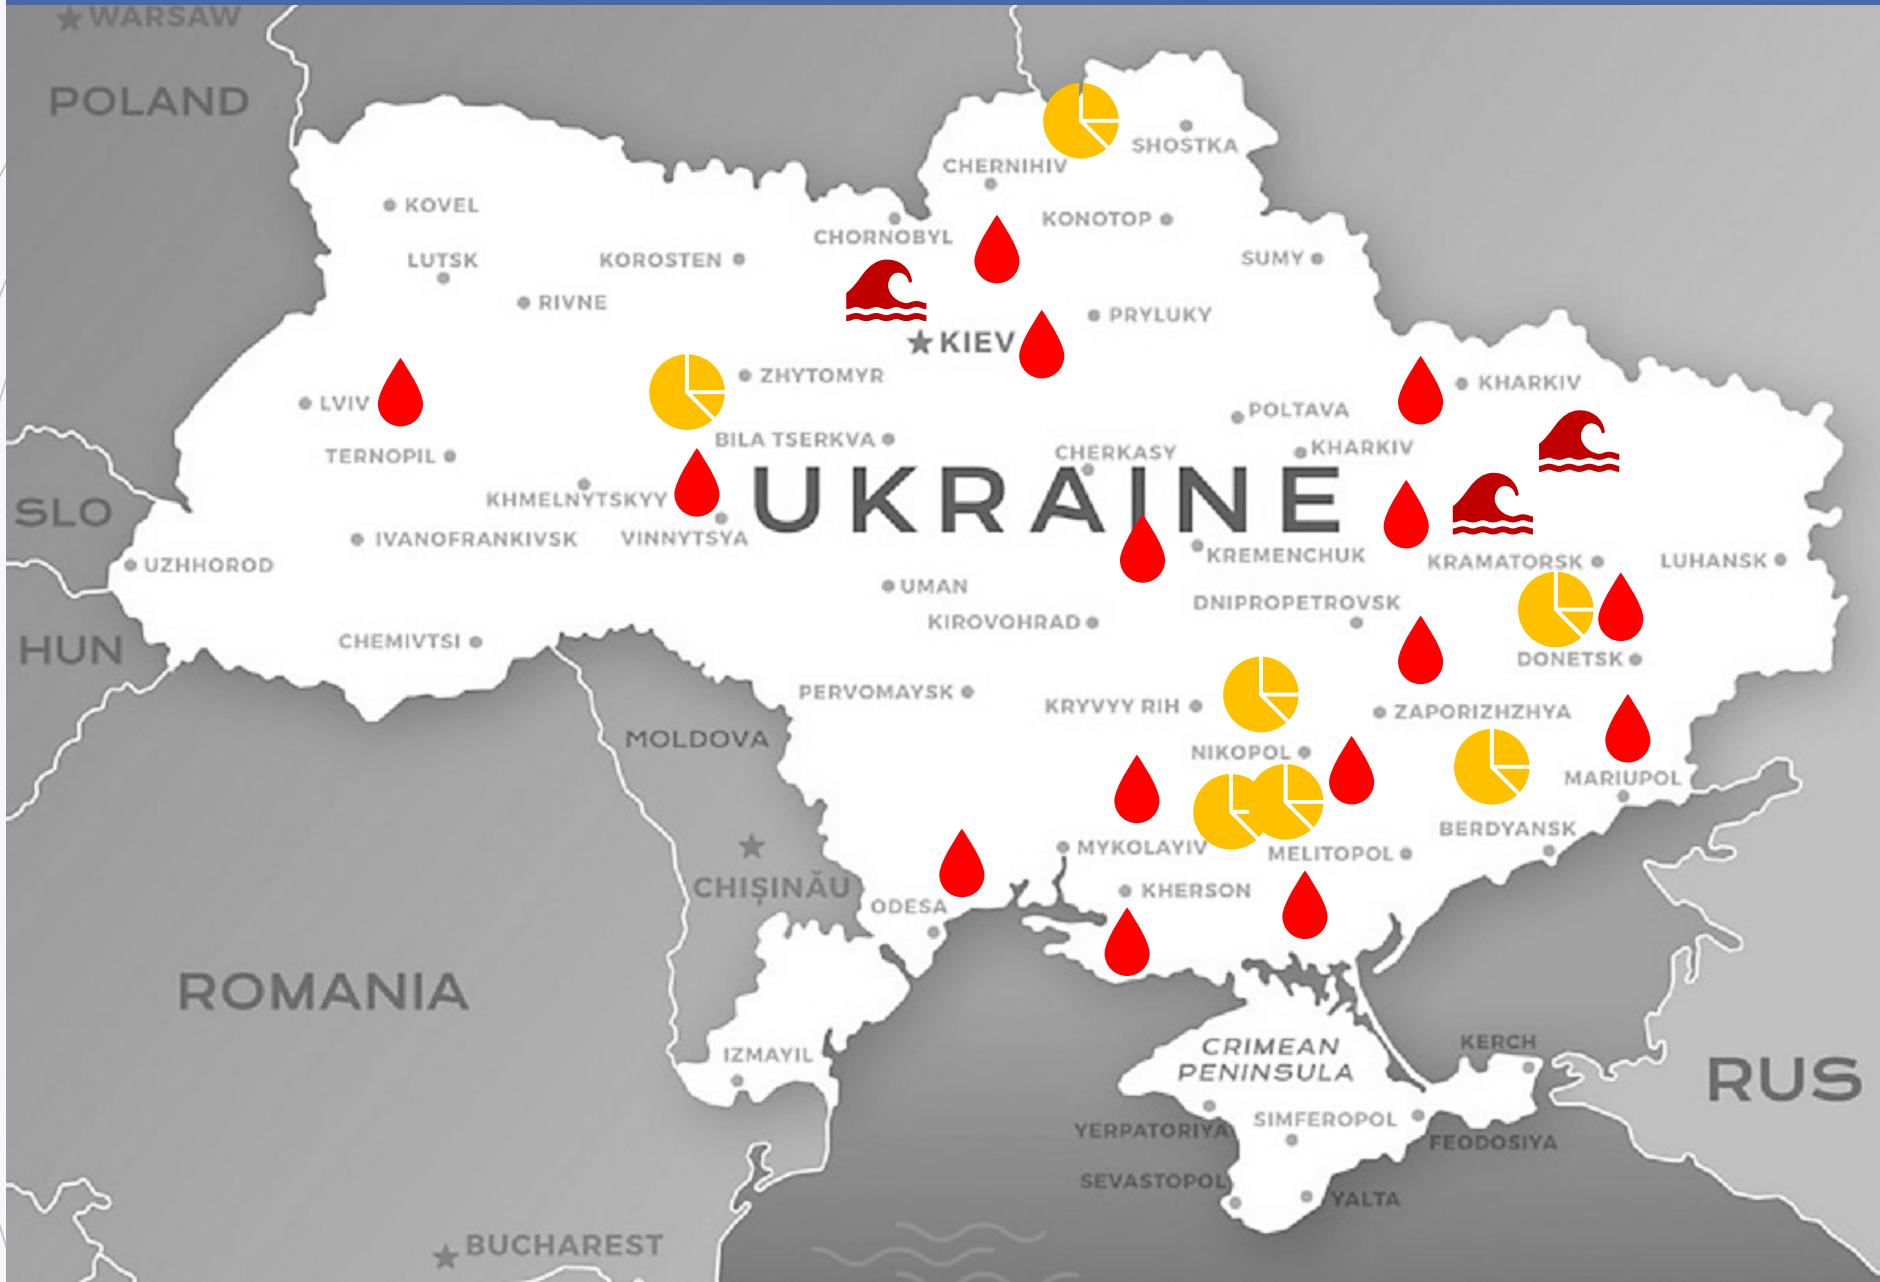 WARSAW
POLAND
SHOSTKA
CHERNIHIV
KOVEL
KONOTOP
CHORNOBYL
LUTSK
KOROSTEN
SUMY
RIVNE
PRYLUKY
KIEV
ZHYTOMYR
KHARKIV
LVIV
POLTAVA
BILA TSERKVA
KHARKIV
CHERKASY
TERNOPIL
UKRAINE
KHMELNYTSKYY
SLO
IVANOFRANKIVSK
VINNYTSYA
KREMENCHUK
KRAMATORSK
LUHANSK
UZHHOROD
UMAN
DNIPROPETROVSK
KIROVOHRAD
CHEMIVTSI
HUN
DONETSK
PERVOMAYSK
KRYVYY RIH
ZAPORIZHZHYA
MOLDOVA
NIKOPOL
MARIUPOL
BERDYANSK
MYKOLAYIV
MELITOPOL
CHIȘINĂU
KHERSON
ODESA
ROMANIA
CRIMEAN
PENINSULA
KERCH
IZMAYIL
RUS
SIMFEROPOL
YERPATORIYA
FEODOSIYA
SEVASTOPOL
YALTA
BUCHAREST